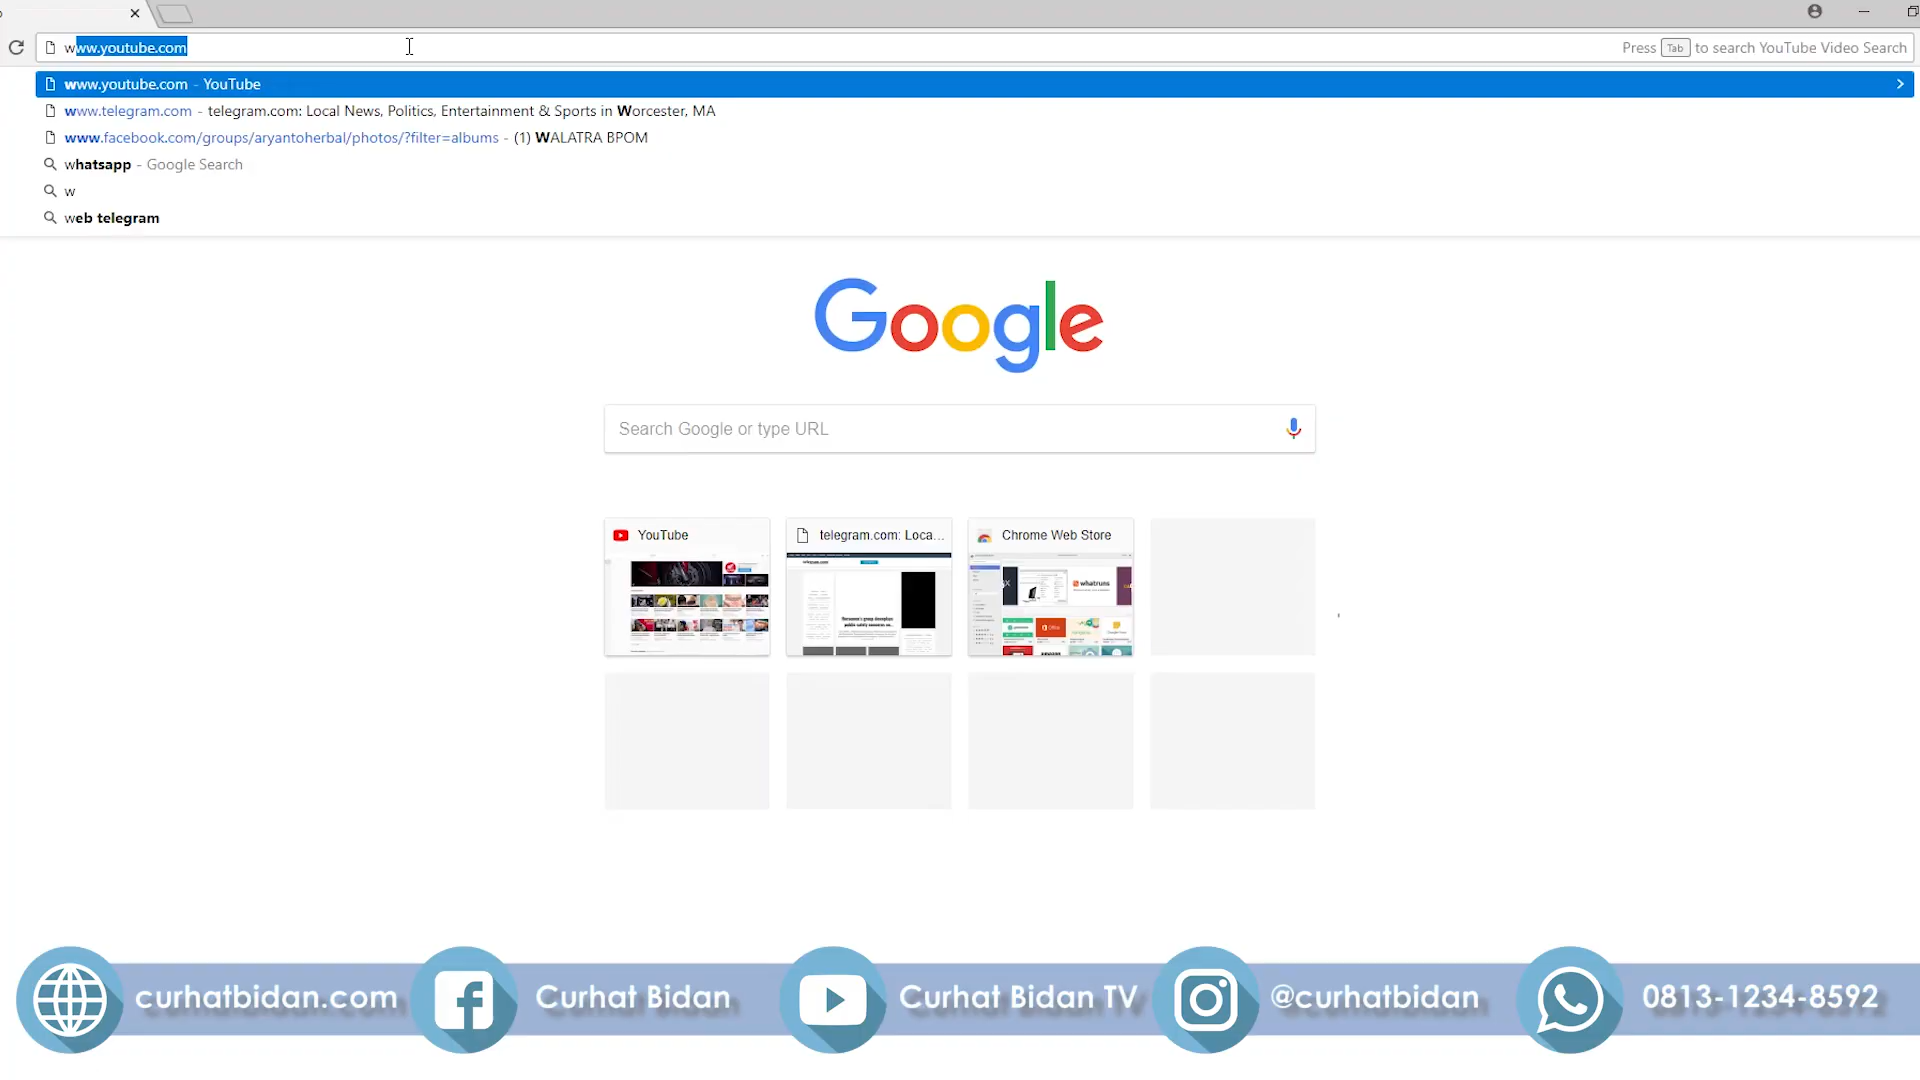 www.youtube.com
Press Tab to search YouTube Video Search
www.youtube.com - YouTube
www.telegram.com - telegram.com: Local News, Politics, Entertainment & Sports in Worcester, MA
www.facebook.com/groups/aryantoherbal/photos/?filter=albums - (1) WALATRA BPOM
whatsapp - Google Search
w
web telegram
Google
Search Google or type URL
YouTube
telegram.com: Loca...
Chrome Web Store
whatruns
curhatbidan.com
Curhat Bidan
Curhat Bidan TV
@curhatbidan
0813-1234-8592